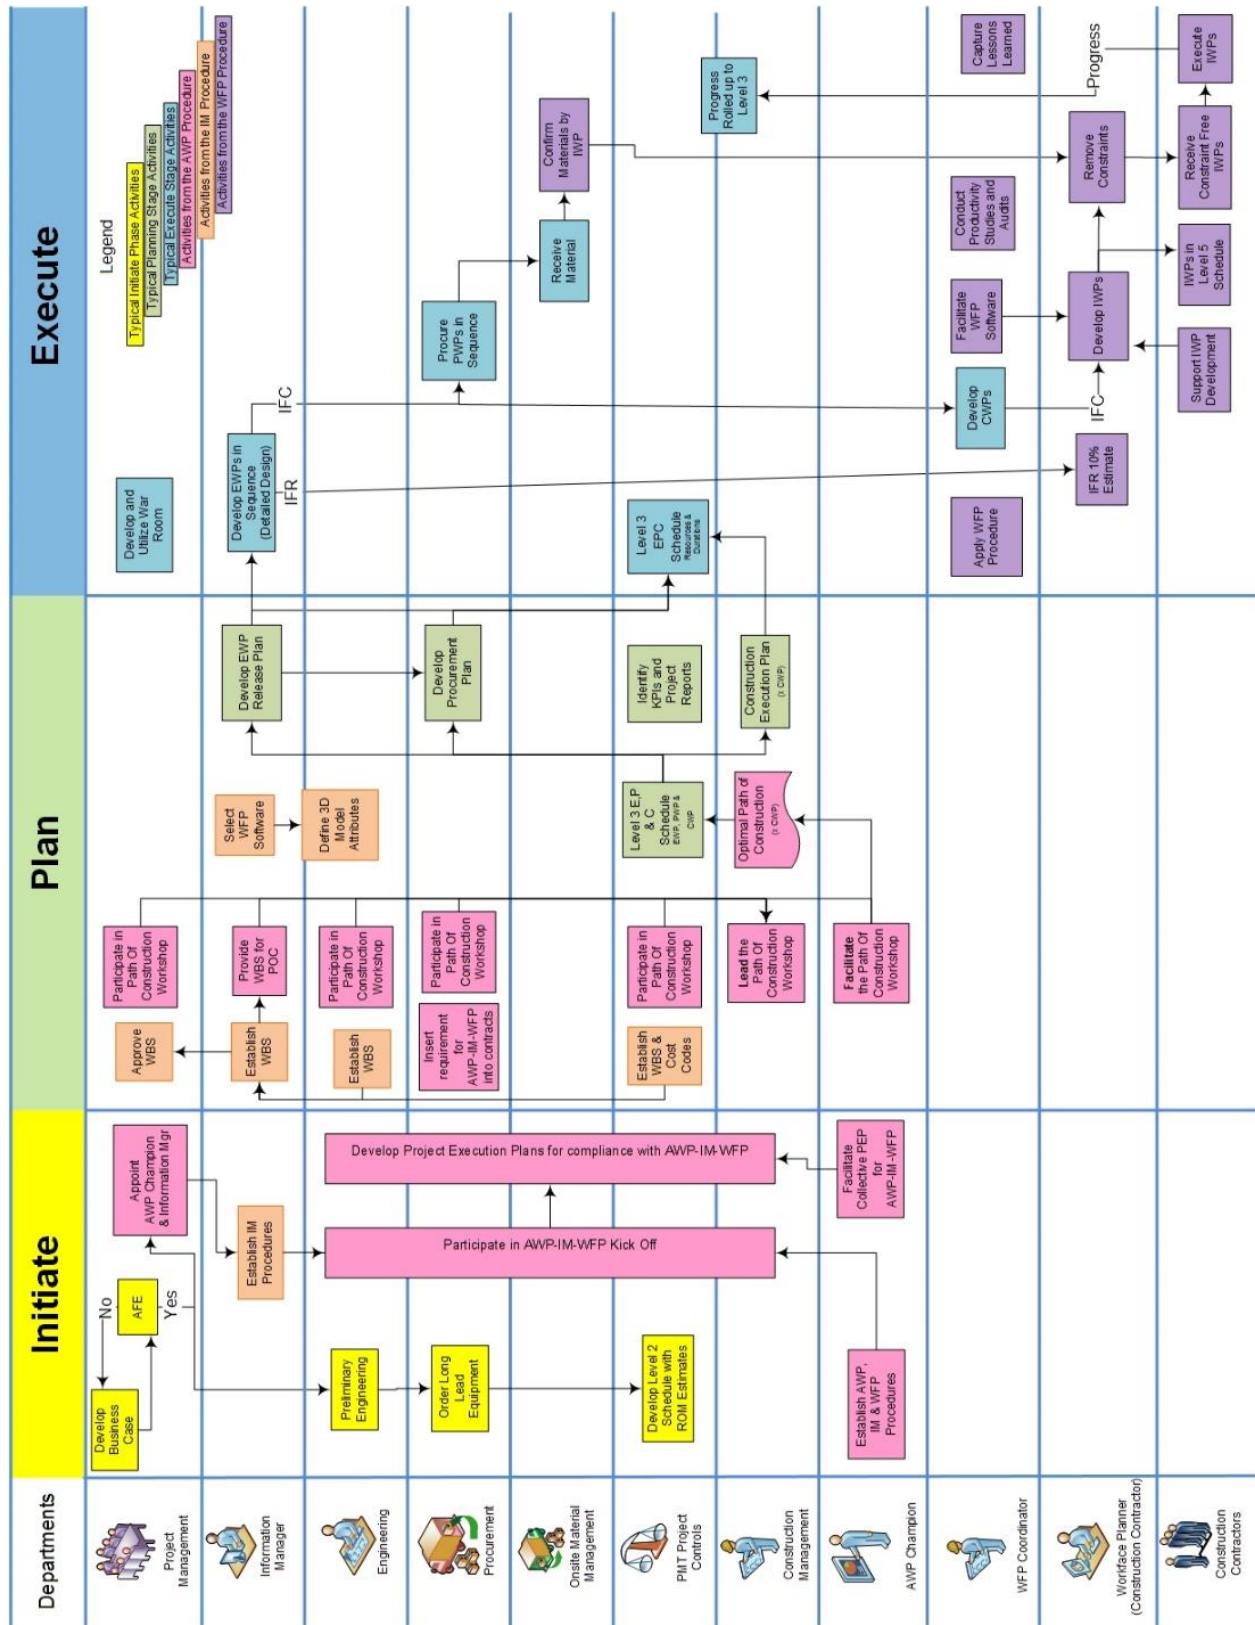 Departments
Initiate
Plan
Execute
Legend
Typical Initiate Phase Activities
Typical Planning Stage Activities
Typical Execute Stage Activities
Activities from the AWP Procedure
Activities from the IM Procedure
Activities from the WFP Procedure
Project
Management
Develop
Business
Case
No
AFE
Yes
Appoint
AWP Champion
& Information Mgr
Approve
WBS
Participate in
Path Of
Construction
Workshop
Develop and
Utilize War
Room
Information
Manager
Establish IM
Procedures
Establish
WBS
Provide
WBS for
POC
Select
WFP
Software
Develop EWP
Release Plan
Develop EWPs in
Sequence
(Detailed Design)
IFR
IFC
Engineering
Preliminary
Engineering
Participate in AWP-IM-WFP Kick Off
Develop Project Execution Plans for compliance with AWP-IM-WFP
Establish
WBS
Participate in
Path Of
Construction
Workshop
Define 3D
Model
Attributes
Procurement
Order Long
Lead
Equipment
Insert
requirement
for
AWP-IM-WFP
into contracts
Participate in
Path Of
Construction
Workshop
Develop
Procurement
Plan
Procure
PWPs in
Sequence
Onsite Material
Management
Receive
Material
Confirm
Materials by
IWP
PMT Project
Controls
Develop Level 2
Schedule with
ROM Estimates
Establish
WBS &
Cost
Codes
Participate in
Path Of
Construction
Workshop
Level 3 E,P
& C
Schedule
EWP, PWP &
CWP
Identify
KPIs and
Project
Reports
Level 3
EPC
Schedule
Resources &
Durations
Progress
Rolled up to
Level 3
Construction
Management
Lead the
Path Of
Construction
Workshop
Optimal Path of
Construction
(x CWP)
Construction
Execution Plan
(x CWP)
AWP Champion
Establish AWP,
IM & WFP
Procedures
Facilitate
Collective PEP
for
AWP-IM-WFP
Facilitate
the Path Of
Construction
Workshop
WFP Coordinator
Apply WFP
Procedure
Develop
CWPs
Facilitate
WFP
Software
Conduct
Productivity
Studies and
Audits
Capture
Lessons
Learned
Workface Planner
(Construction Contractor)
IFR 10%
Estimate
IFC
Develop IWPs
Remove
Constraints
Progress
Construction
Contractors
Support IWP
Development
IWPs in
Level 5
Schedule
Receive
Constraint Free
IWPs
Execute
IWPs